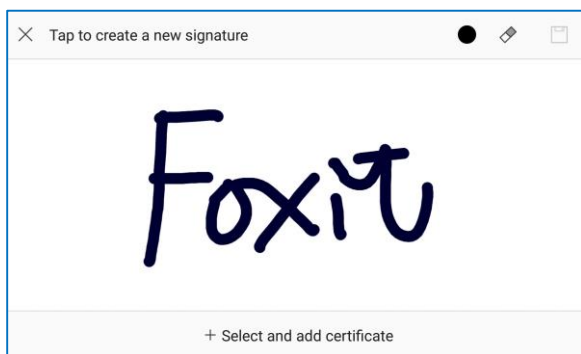 Tap to create a new signature
Foxit
+ Select and add certificate